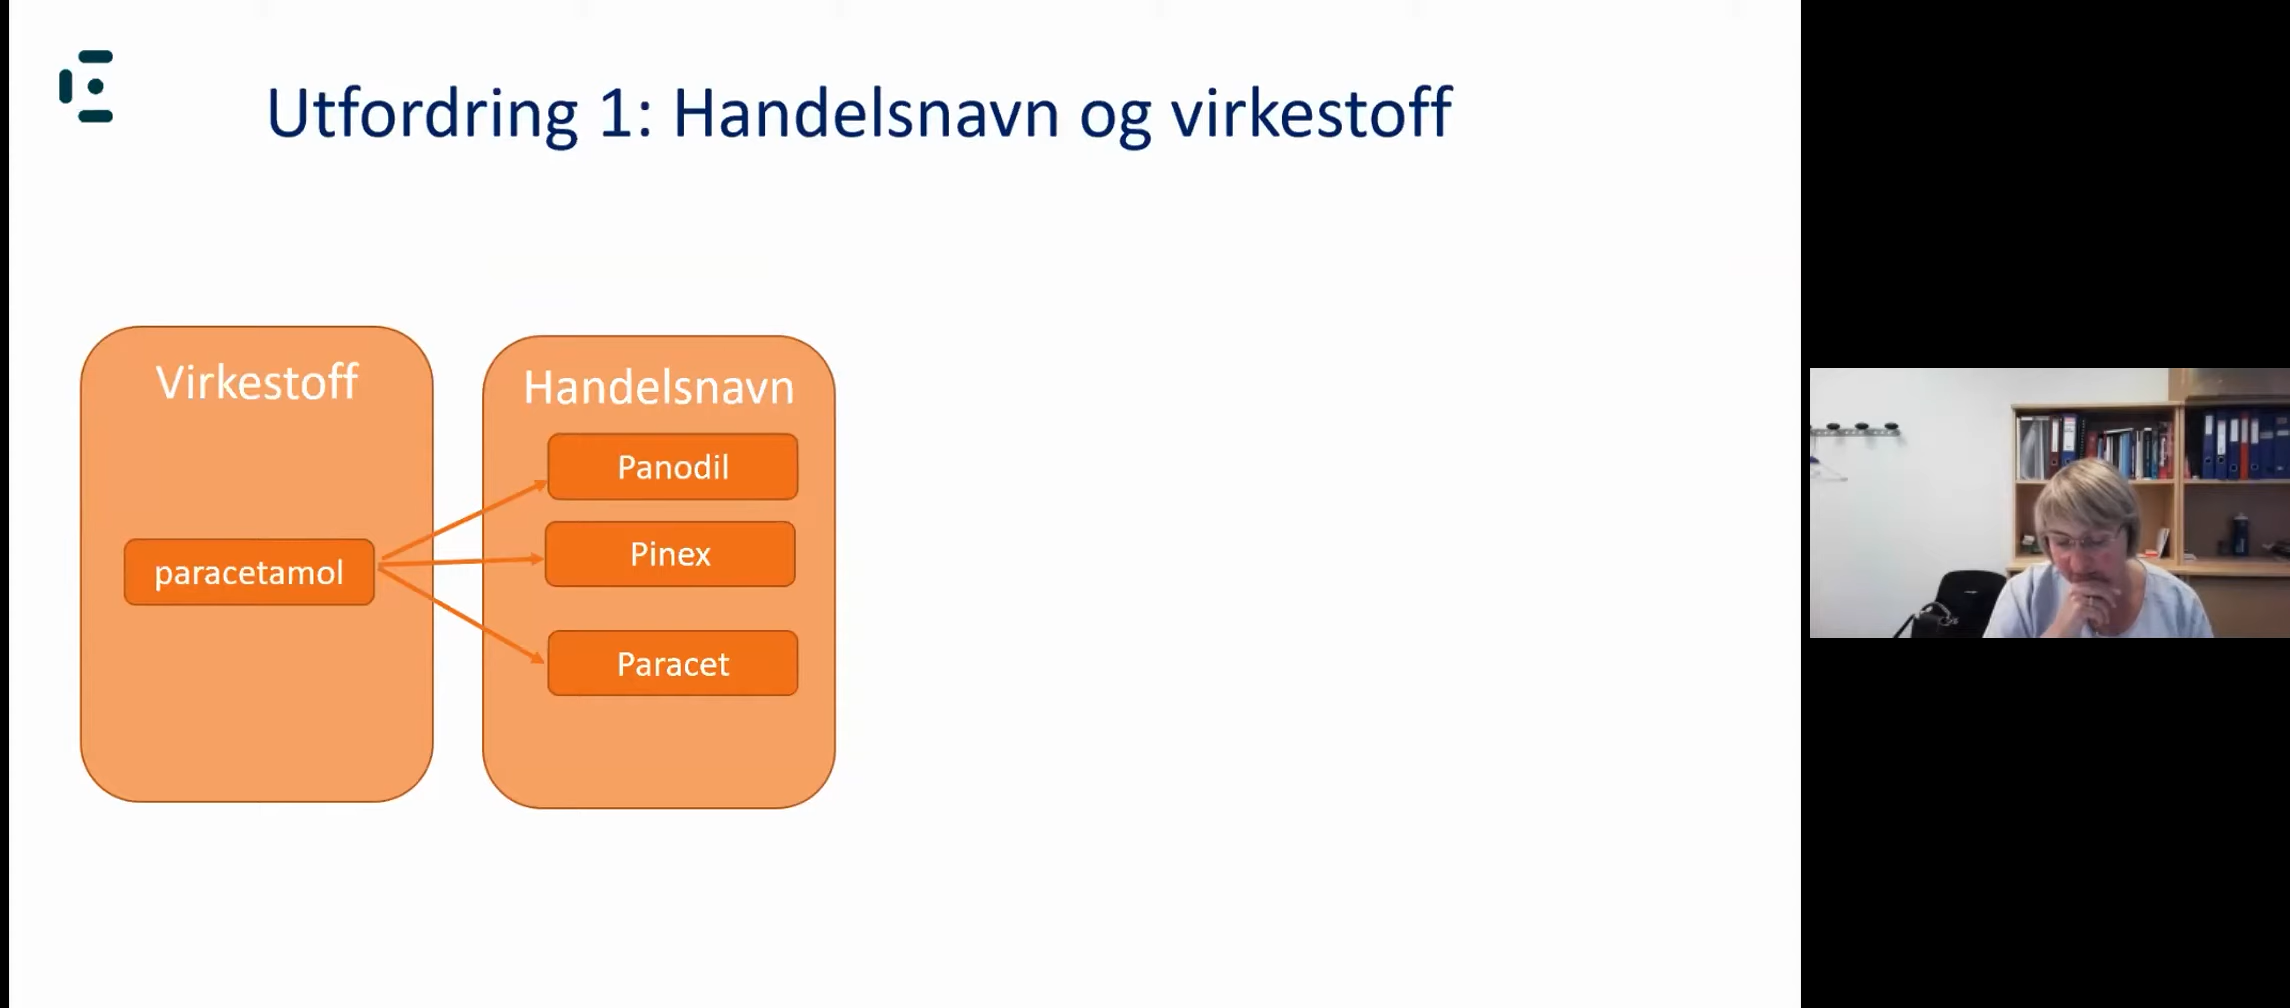 Utfordring 1: Handelsnavn og virkestoff
Virkestoff
paracetamol
Handelsnavn
Panodil
Pinex
Paracet